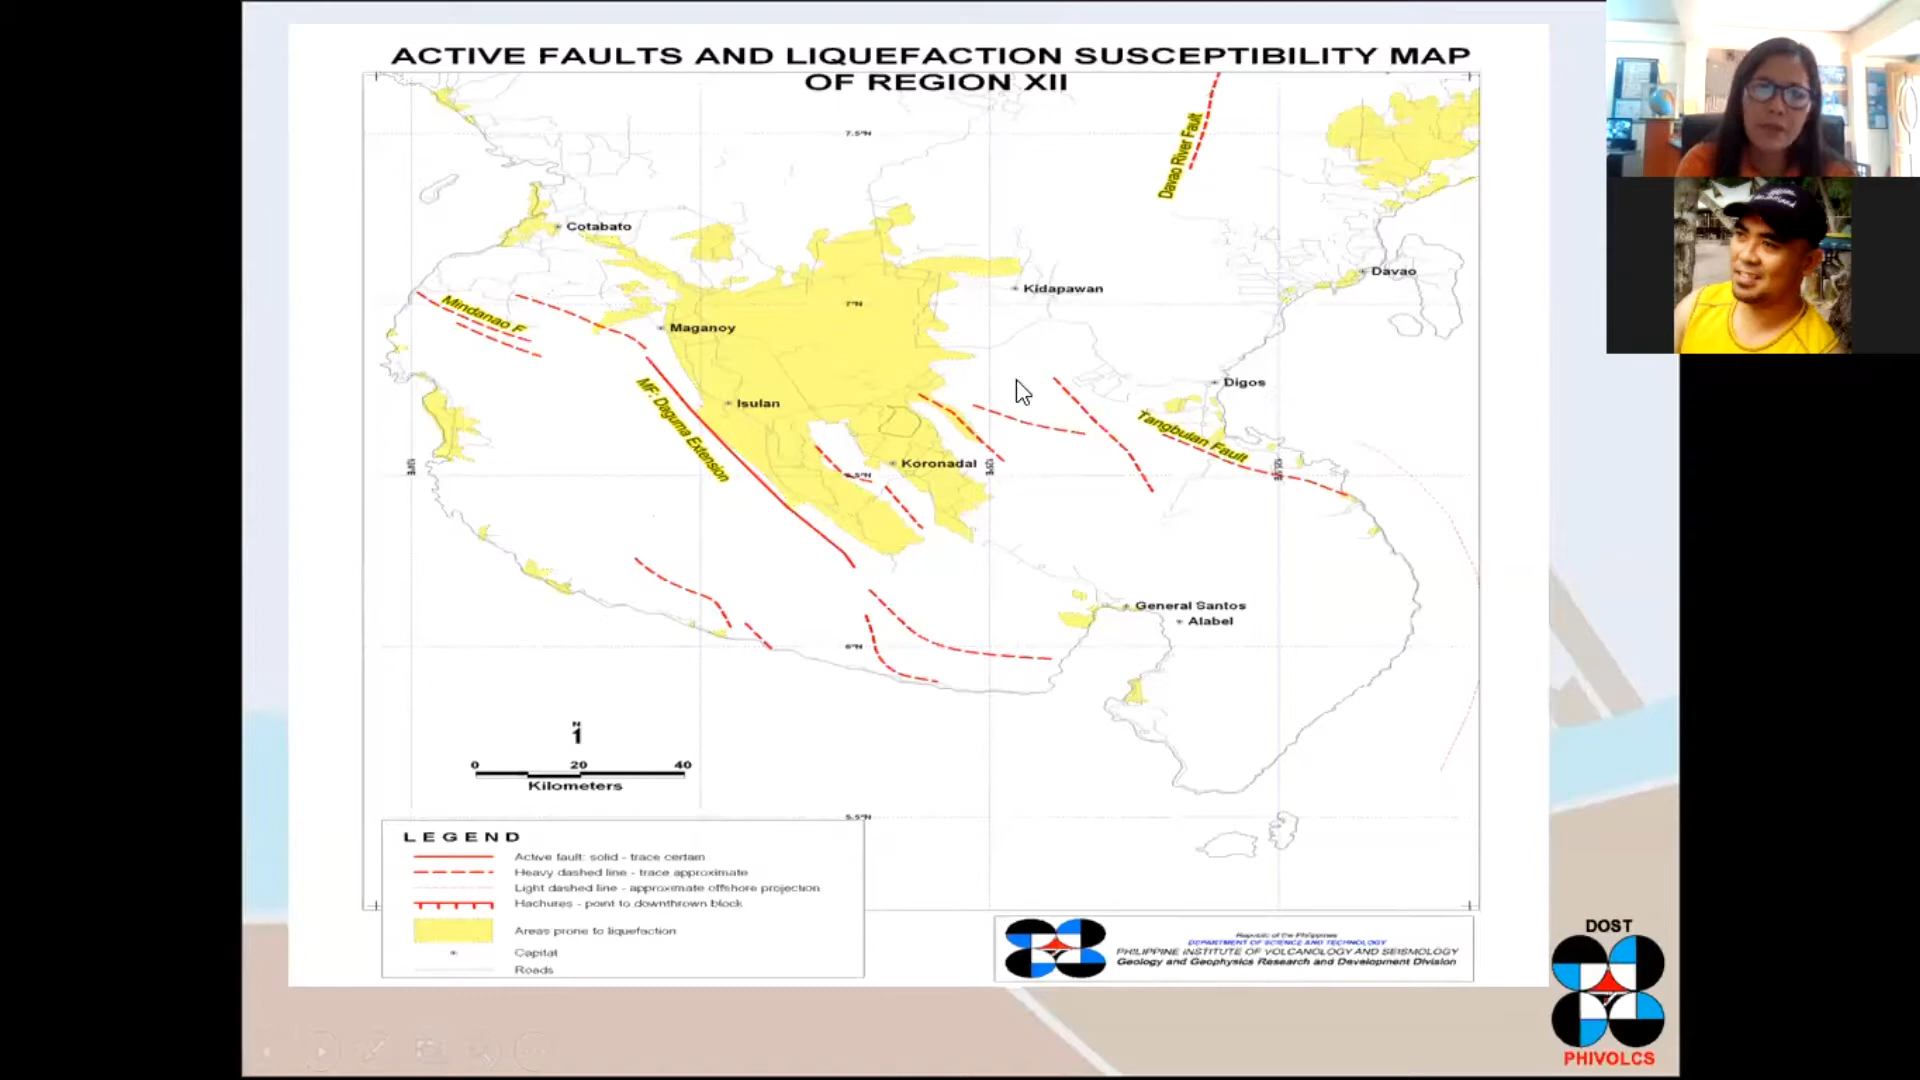 ACTIVE FAULTS AND LIQUEFACTION SUSCEPTIBILITY MAP
OF REGION XII
7.5°N
Davao River Fault
Cotabato
Davao
Kidapawan
7°N
Mindanao F
Maganoy
Digos
MF: Daguma Extension
Isulan
Tangbulan Fault
Koronadal
General Santos
Alabel
6°N
N
1
0 20 40
Kilometers
5.5°N
LEGEND
Active fault: solid - trace certain
Heavy dashed line - trace approximate
Light dashed line - approximate offshore projection
Hachures - point to downthrown block
Areas prone to liquefaction
Capital
Roads
Republic of the Philippines
DEPARTMENT OF SCIENCE AND TECHNOLOGY
PHILIPPINE INSTITUTE OF VOLCANOLOGY AND SEISMOLOGY
Geology and Geophysics Research and Development Division
DOST
PHIVOLCS